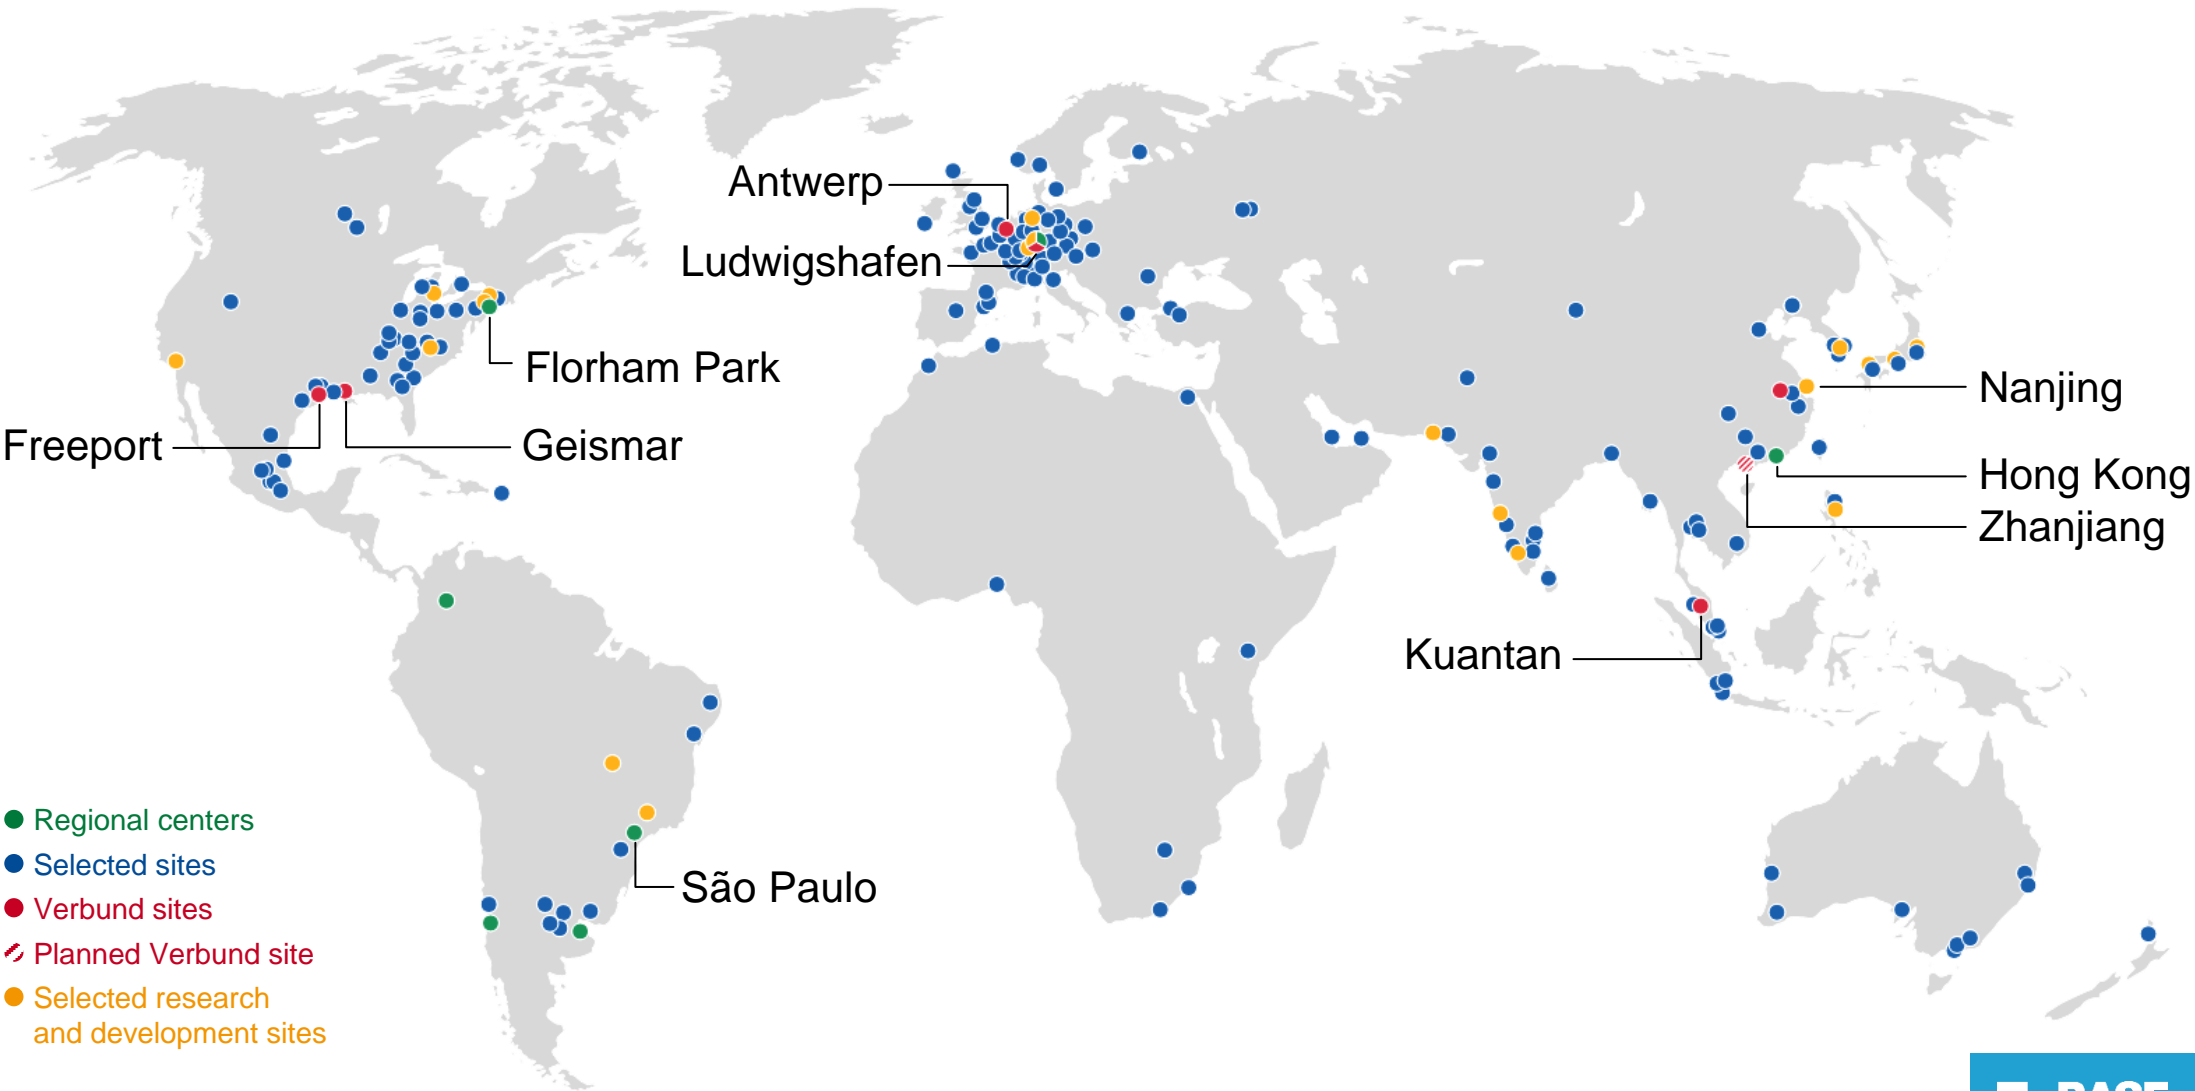 Antwerp
Ludwigshafen
Florham Park
Freeport
Geismar
Nanjing
Hong Kong
Zhanjiang
Kuantan
São Paulo
Regional centers
Selected sites
Verbund sites
Planned Verbund site
Selected research
and development sites
BASF